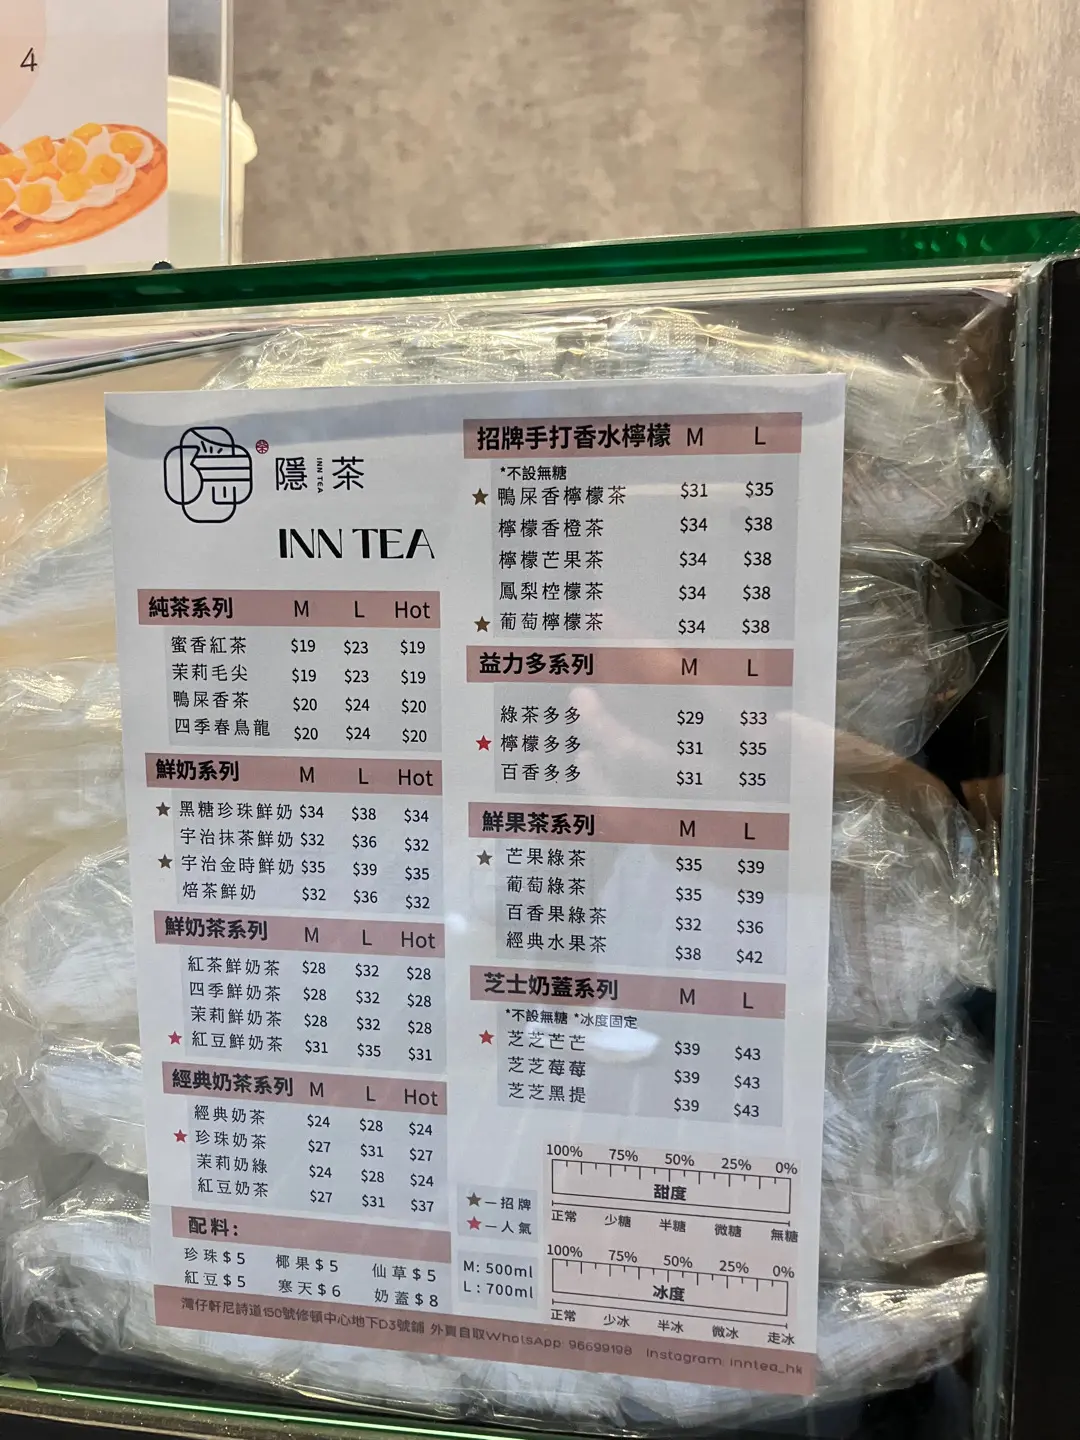 4
隱茶
INN TEA
INN TEA
純茶系列 M L Hot
蜜香紅茶 $19 $23 $19
茉莉毛尖 $19 $23 $19
鴨屎香茶 $20 $24 $20
四季春烏龍 $20 $24 $20
鮮奶系列 M L Hot
★ 黑糖珍珠鮮奶 $34 $38 $34
宇治抹茶鮮奶 $32 $36 $32
★ 宇治金時鮮奶 $35 $39 $35
焙茶鮮奶 $32 $36 $32
鮮奶茶系列 M L Hot
紅茶鮮奶茶 $28 $32 $28
四季鮮奶茶 $28 $32 $28
茉莉鮮奶茶 $28 $32 $28
★ 紅豆鮮奶茶 $31 $35 $31
經典奶茶系列 M L Hot
經典奶茶 $24 $28 $24
★ 珍珠奶茶 $27 $31 $27
茉莉奶綠 $24 $28 $24
紅豆奶茶 $27 $31 $37
配料:
珍珠$5 椰果$5 仙草$5
紅豆$5 寒天$6 奶蓋$8
招牌手打香水檸檬 M L
*不設無糖
★ 鴨屎香檸檬茶 $31 $35
檸檬香橙茶 $34 $38
檸檬芒果茶 $34 $38
鳳梨檸檬茶 $34 $38
★ 葡萄檸檬茶 $34 $38
益力多系列 M L
綠茶多多 $29 $33
★ 檸檬多多 $31 $35
百香多多 $31 $35
鮮果茶系列 M L
★ 芒果綠茶 $35 $39
葡萄綠茶 $35 $39
百香果綠茶 $32 $36
經典水果茶 $38 $42
芝士奶蓋系列 M L
*不設無糖 *冰度固定
★ 芝芝芒芒 $39 $43
芝芝莓莓 $39 $43
芝芝黑提 $39 $43
★—招牌
★—人氣
M: 500ml
L: 700ml
100% 75% 50% 25% 0%
甜度
正常 少糖 半糖 微糖 無糖
100% 75% 50% 25% 0%
冰度
正常 少冰 半冰 微冰 走冰
灣仔軒尼詩道150號修頓中心地下D3號鋪 外賣自取WhatsApp: 96699198 Instagram: inntea_hk